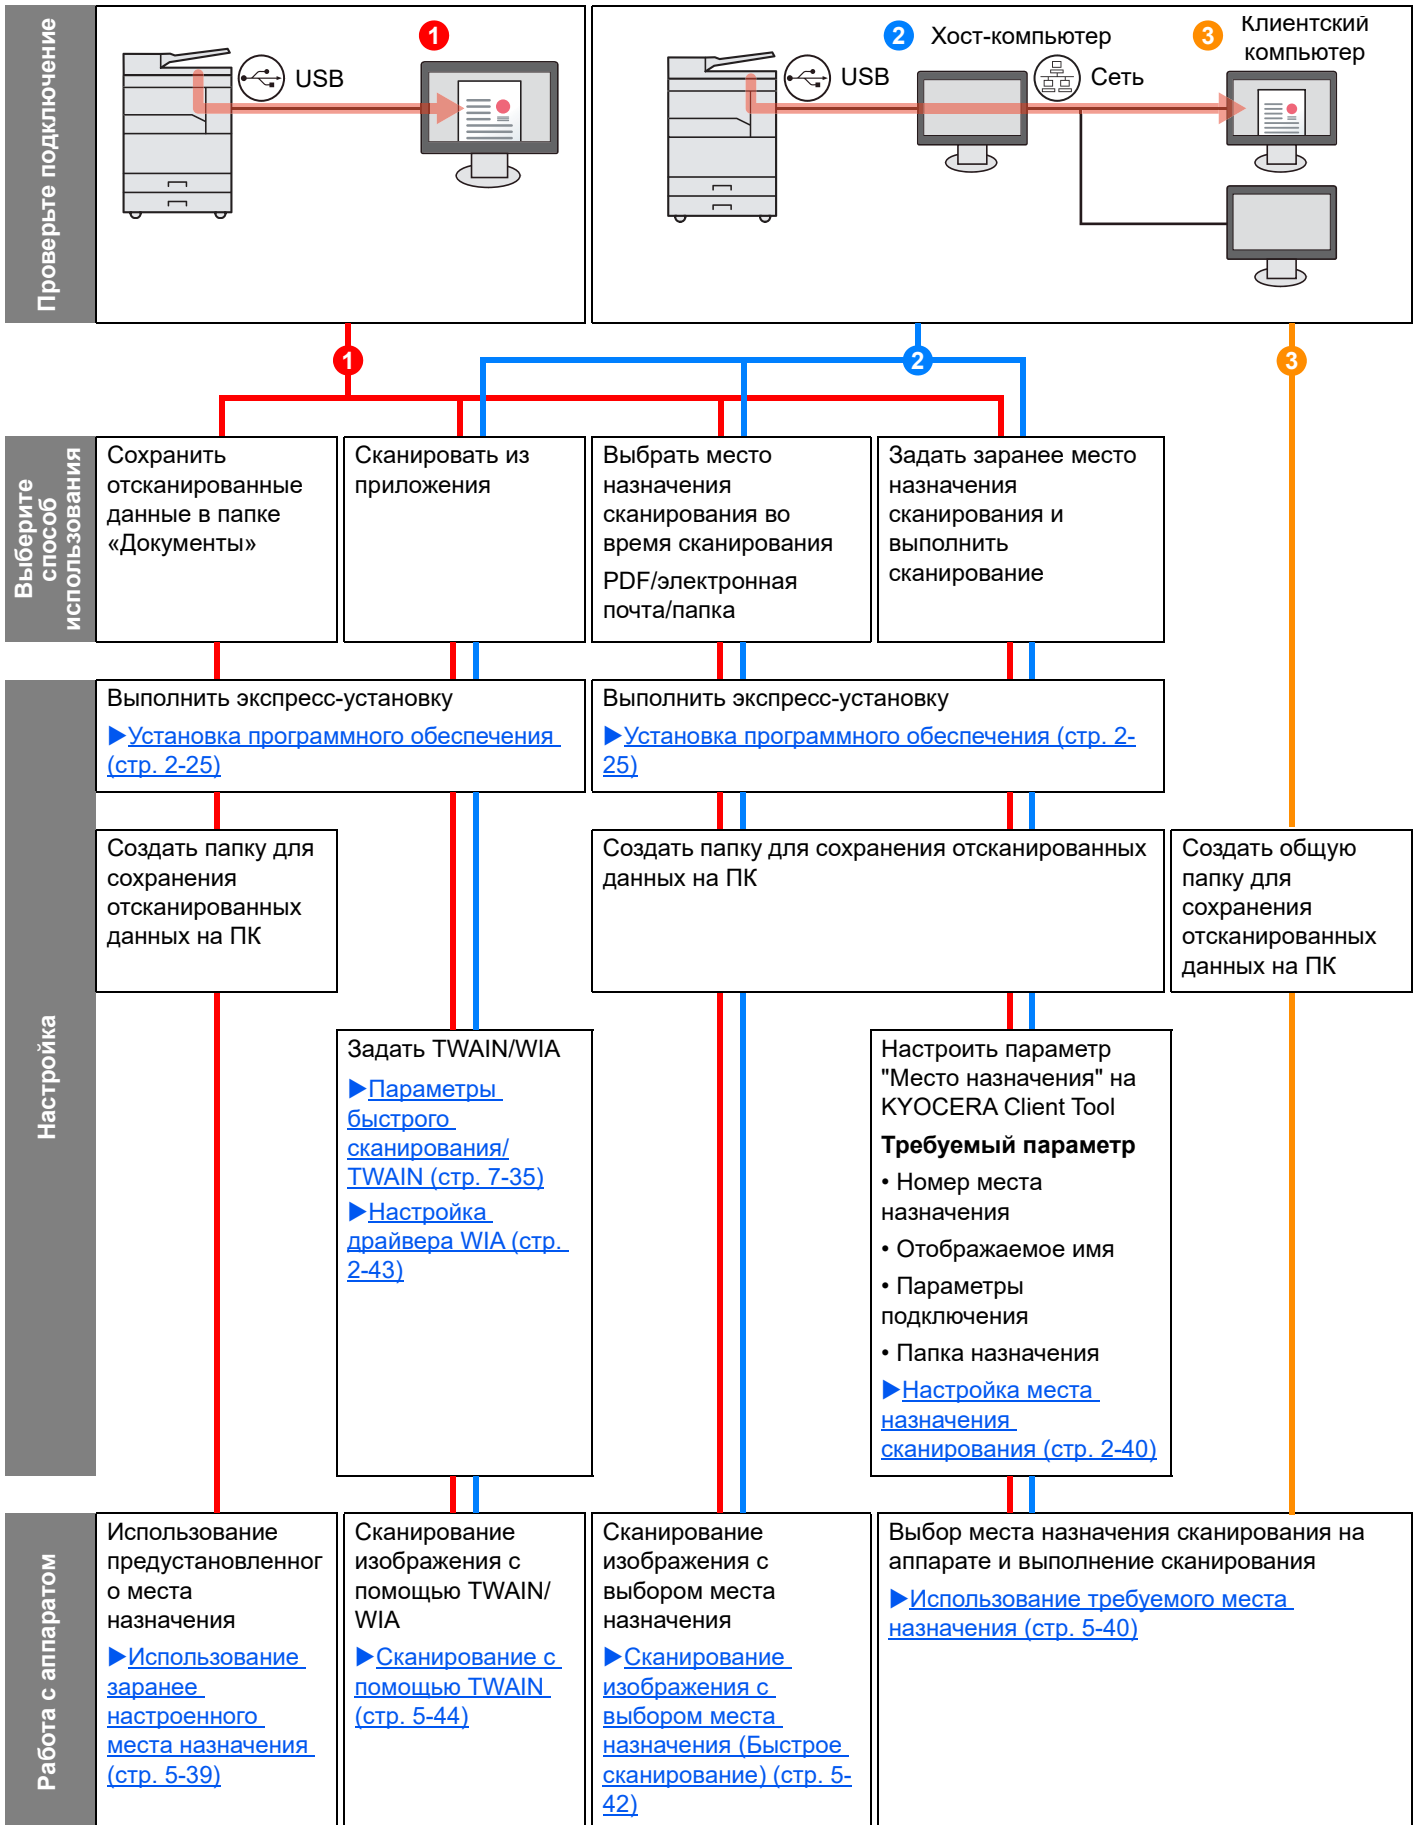 Проверьте подключение
1
USB
2
Хост-компьютер
3
Клиентский
компьютер
USB
Сеть
1
2
3
Выберите
способ
использования
Сохранить
отсканированные
данные в папке
«Документы»
Сканировать из
приложения
Выбрать место
назначения
сканирования во
время сканирования
PDF/электронная
почта/папка
Задать заранее место
назначения
сканирования и
выполнить
сканирование
Настройка
Выполнить экспресс-установку
▶Установка программного обеспечения
(стр. 2-25)
Выполнить экспресс-установку
▶Установка программного обеспечения (стр. 2-
25)
Создать папку для
сохранения
отсканированных
данных на ПК
Создать папку для сохранения отсканированных
данных на ПК
Создать общую
папку для
сохранения
отсканированных
данных на ПК
Задать TWAIN/WIA
▶Параметры
быстрого
сканирования/
TWAIN (стр. 7-35)
▶Настройка
драйвера WIA (стр.
2-43)
Настроить параметр
"Место назначения" на
KYOCERA Client Tool
Требуемый параметр
• Номер места
назначения
• Отображаемое имя
• Параметры
подключения
• Папка назначения
▶Настройка места
назначения
сканирования (стр. 2-40)
Работа с аппаратом
Использование
предустановленног
о места
назначения
▶Использование
заранее
настроенного
места назначения
(стр. 5-39)
Сканирование
изображения с
помощью TWAIN/
WIA
▶Сканирование с
помощью TWAIN
(стр. 5-44)
Сканирование
изображения с
выбором места
назначения
▶Сканирование
изображения с
выбором места
назначения (Быстрое
сканирование) (стр. 5-
42)
Выбор места назначения сканирования на
аппарате и выполнение сканирования
▶Использование требуемого места
назначения (стр. 5-40)